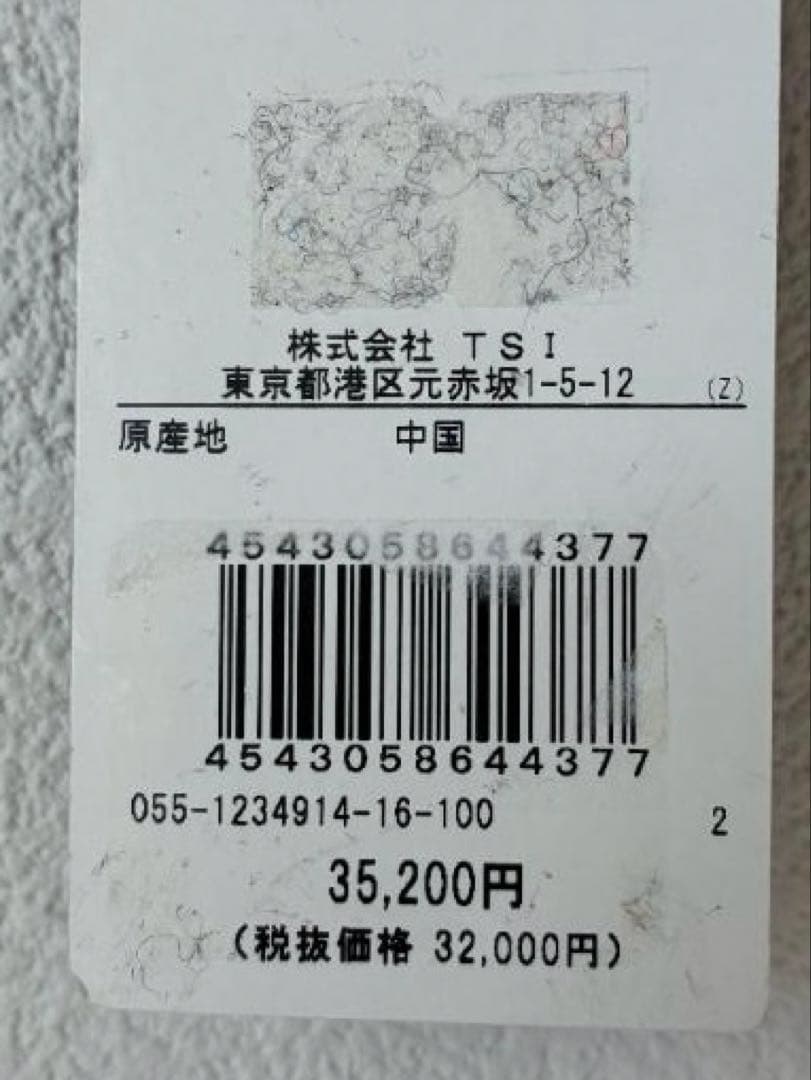 株式会社 TSI
東京都港区元赤坂1-5-12 (Z)
原産地 中国
4543058644377
4543058644377
055-1234914-16-100 2
35,200円
(税抜価格 32,000円)